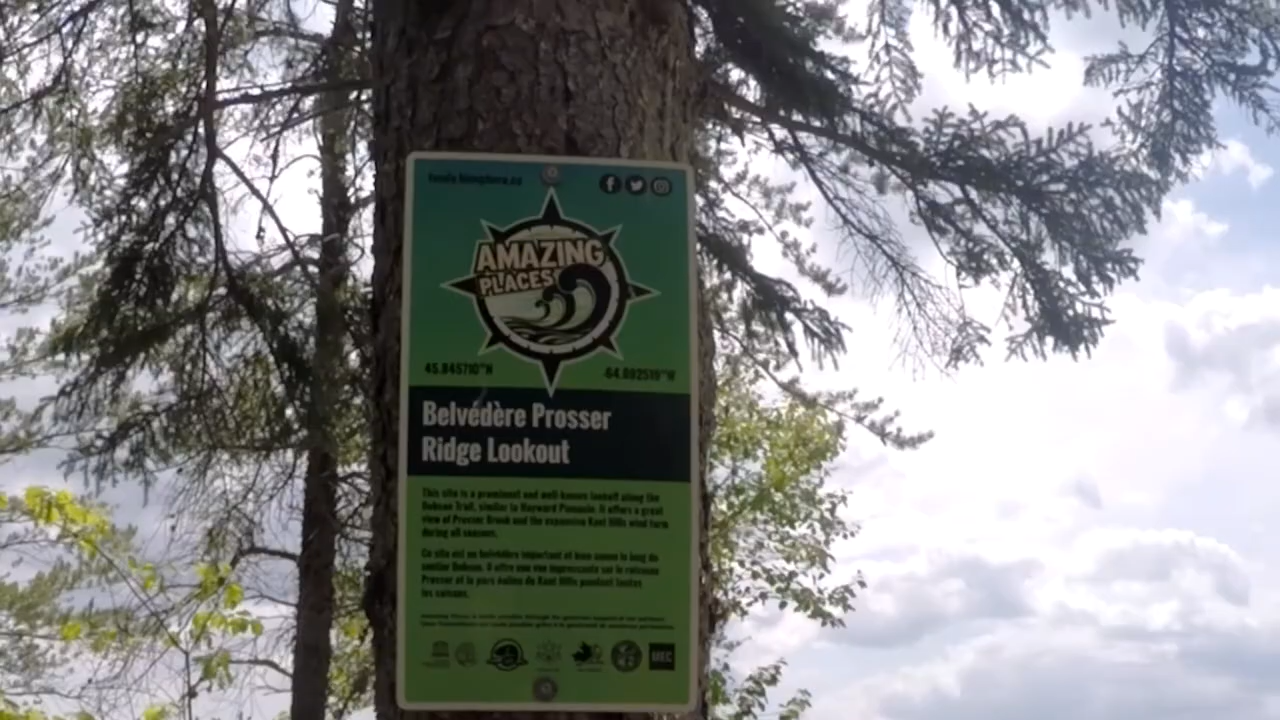 fundy.biosphere.ca
AMAZING
PLACES
45.845710°N
-64.892519°W
Belvédère Prosser
Ridge Lookout
This site is a prominent and well-known lookoff along the
Dobson Trail, similar to Hayward Pinnacle. It offers a great
view of Prosser Brook and the expansive Kent Hills wind farm
during all seasons.
Ce site est un belvédère important et bien connu le long du
sentier Dobson. Il offre une vue impressionnante sur le ruisseau
Prosser et le parc éolien de Kent Hills pendant toutes
les saisons.
MEC